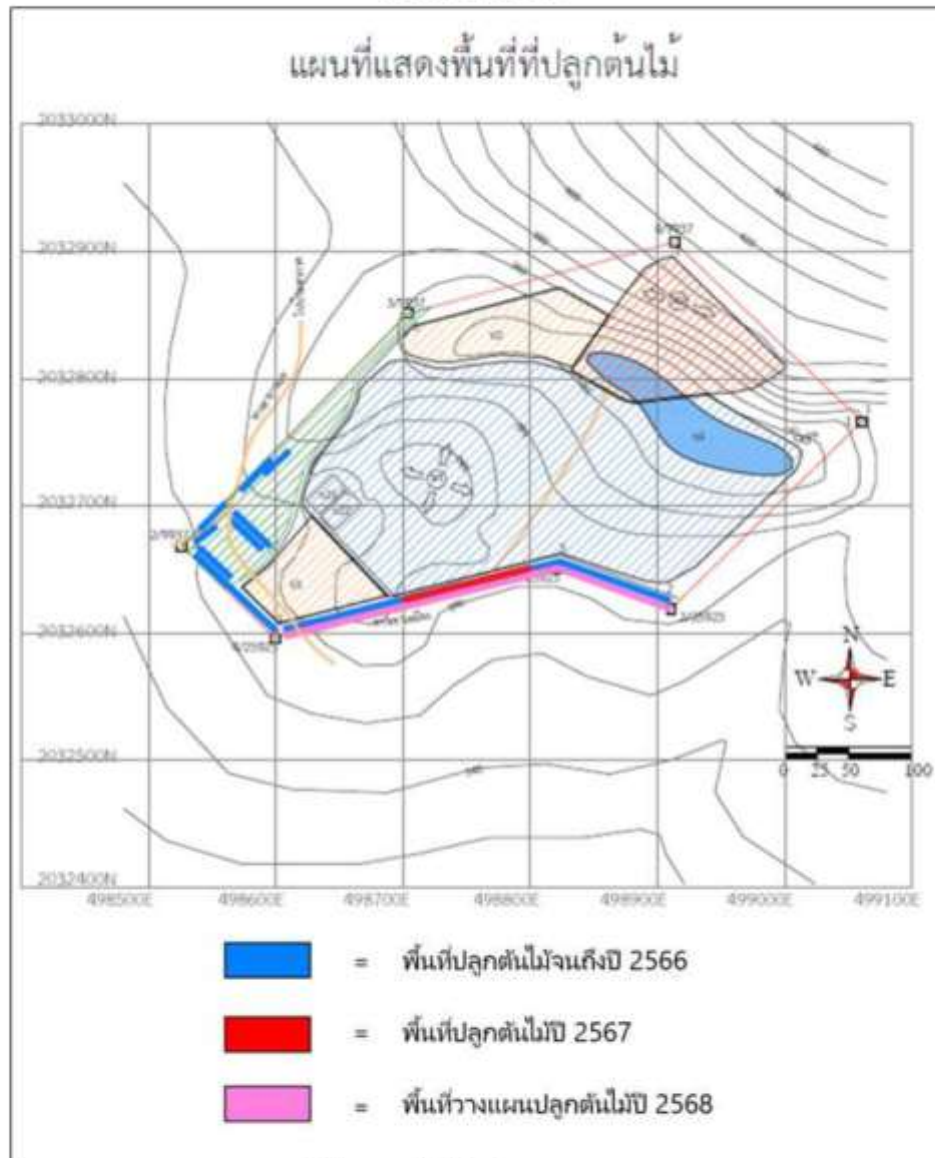 แผนที่แสดงพื้นที่ที่ปลูกต้นไม้
2033000N
2032900N
2032800N
2032700N
2032600N
2032500N
2032400N
498500E 498600E 498700E 498800E 498900E 499000E 499100E
N
W E
S
0 25 50 100
= พื้นที่ปลูกต้นไม้จนถึงปี 2566
= พื้นที่ปลูกต้นไม้ปี 2567
= พื้นที่วางแผนปลูกต้นไม้ปี 2568